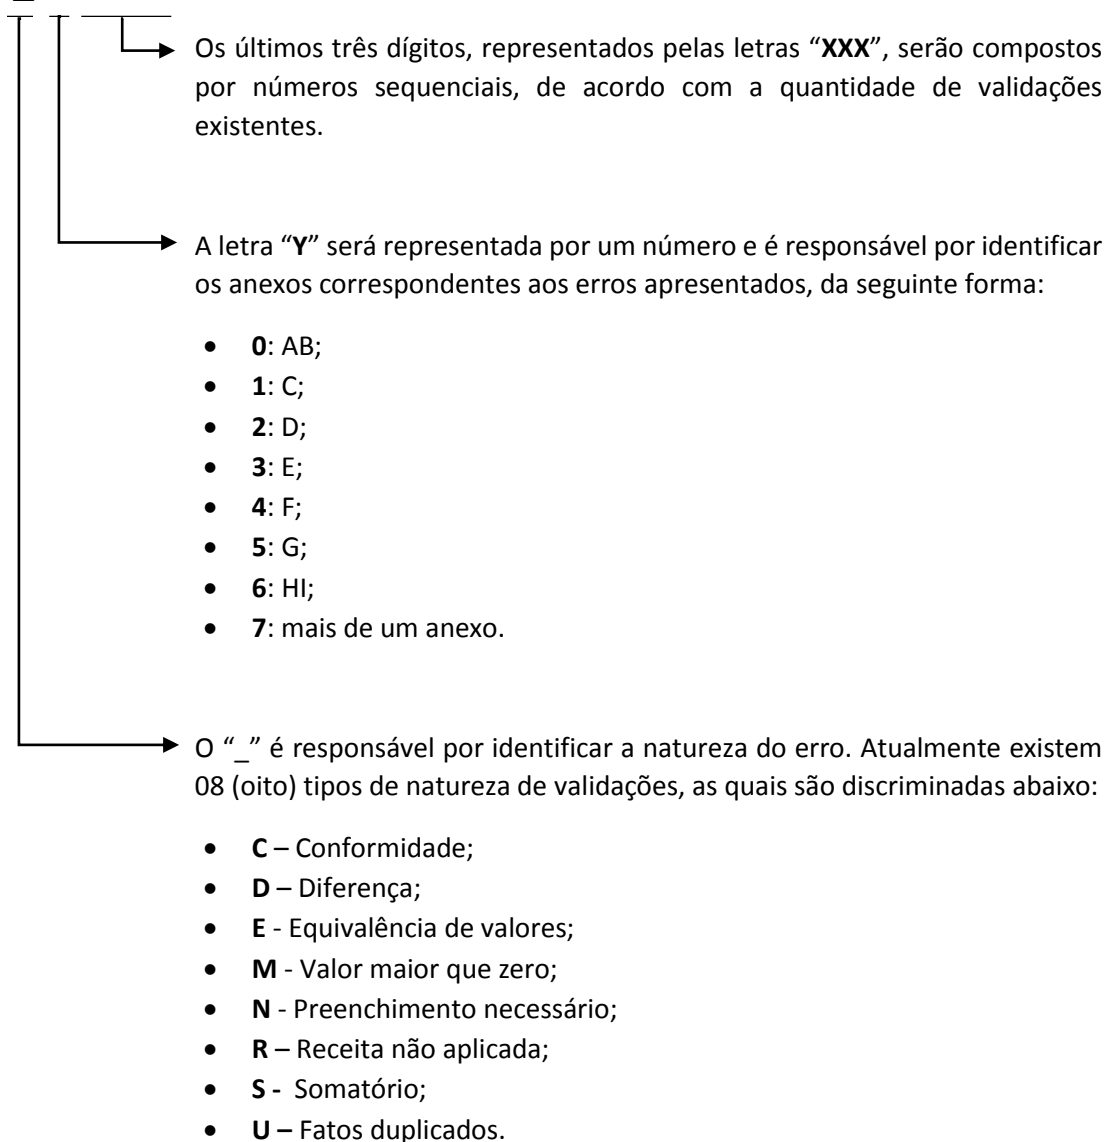 Os últimos três dígitos, representados pelas letras “XXX”, serão compostos
por números sequenciais, de acordo com a quantidade de validações
existentes.
A letra “Y” será representada por um número e é responsável por identificar
os anexos correspondentes aos erros apresentados, da seguinte forma:
• 0: AB;
• 1: C;
• 2: D;
• 3: E;
• 4: F;
• 5: G;
• 6: HI;
• 7: mais de um anexo.
O “_” é responsável por identificar a natureza do erro. Atualmente existem
08 (oito) tipos de natureza de validações, as quais são discriminadas abaixo:
• C – Conformidade;
• D – Diferença;
• E - Equivalência de valores;
• M - Valor maior que zero;
• N - Preenchimento necessário;
• R – Receita não aplicada;
• S - Somatório;
• U – Fatos duplicados.